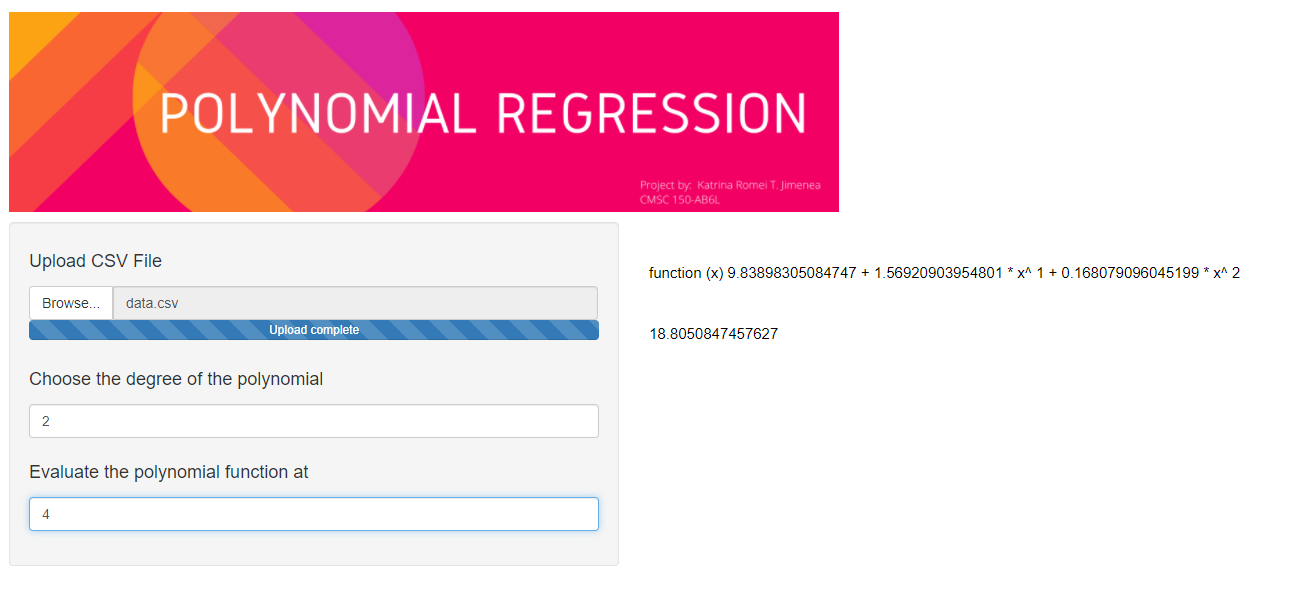 POLYNOMIAL REGRESSION
Project by: Katrina Romei T. Jimenea
CMSC 150-AB6L
Upload CSV File
Browse... data.csv
Upload complete
Choose the degree of the polynomial
2
Evaluate the polynomial function at
4
function (x) 9.83898305084747 + 1.56920903954801 * x^ 1 + 0.168079096045199 * x^ 2
18.8050847457627